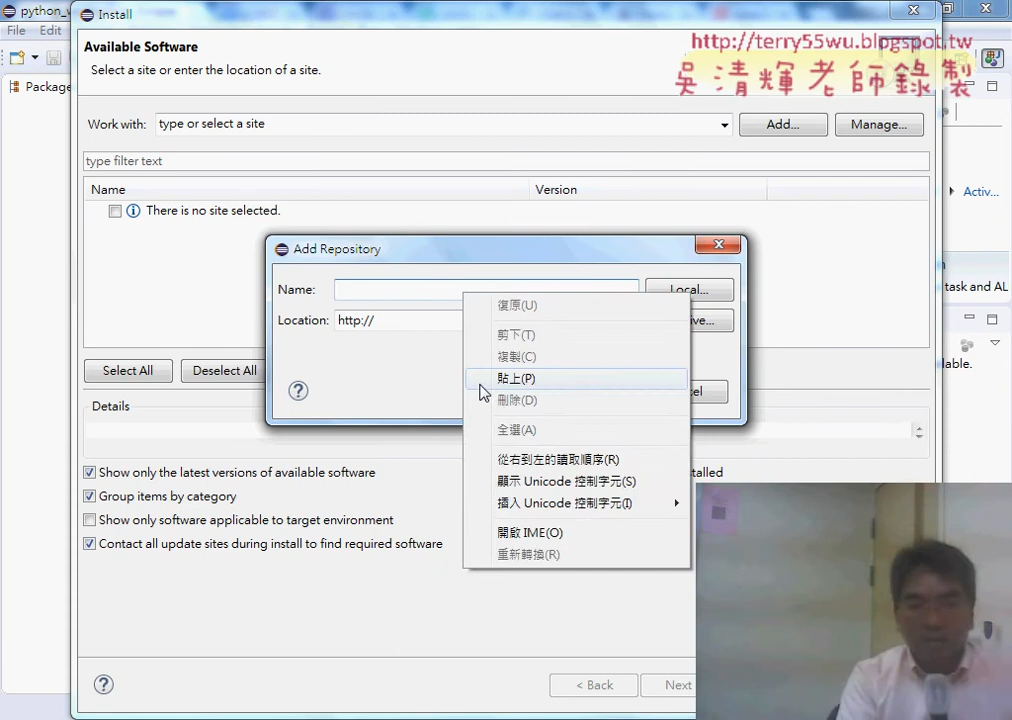 python_w
Install
File
Edit
Package
Available Software
Select a site or enter the location of a site.
http://terry55wu.blogspot.tw
吳清輝老師錄製
Work with:
type or select a site
Add...
Manage...
type filter text
Name
Version
There is no site selected.
Activ...
Add Repository
Name:
Local...
Location:
http://
ive...
el
復原(U)
剪下(T)
複製(C)
貼上(P)
刪除(D)
全選(A)
從右到左的讀取順序(R)
顯示 Unicode 控制字元(S)
插入 Unicode 控制字元(I)
開啟 IME(O)
重新轉換(R)
task and AL
lable.
Select All
Deselect All
Details
Show only the latest versions of available software
stalled
Group items by category
Show only software applicable to target environment
Contact all update sites during install to find required software
< Back
Next